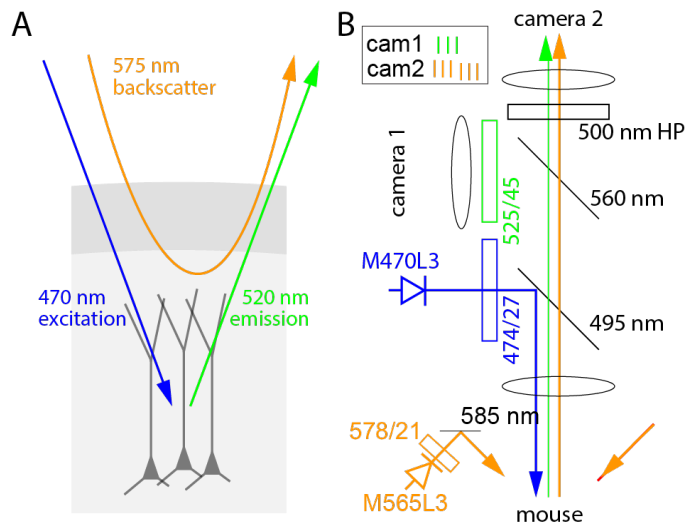 A
575 nm
backscatter
470 nm
excitation
520 nm
emission
B
camera 2
cam1
cam2
500 nm HP
camera 1
560 nm
525/45
M470L3
474/27
495 nm
585 nm
578/21
M565L3
mouse